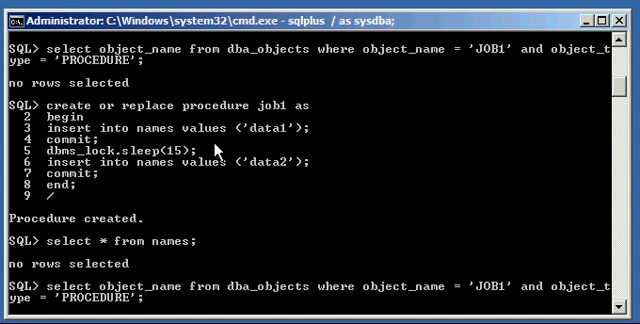 Administrator: C:\Windows\system32\cmd.exe - sqlplus / as sysdba;
SQL> select object_name from dba_objects where object_name = 'JOB1' and object_t
ype = 'PROCEDURE';
no rows selected
SQL> create or replace procedure job1 as
2 begin
3 insert into names values ('data1');
4 commit;
5 dbms_lock.sleep(15);
6 insert into names values ('data2');
7 commit;
8 end;
9 /
Procedure created.
SQL> select * from names;
no rows selected
SQL> select object_name from dba_objects where object_name = 'JOB1' and object_t
ype = 'PROCEDURE';